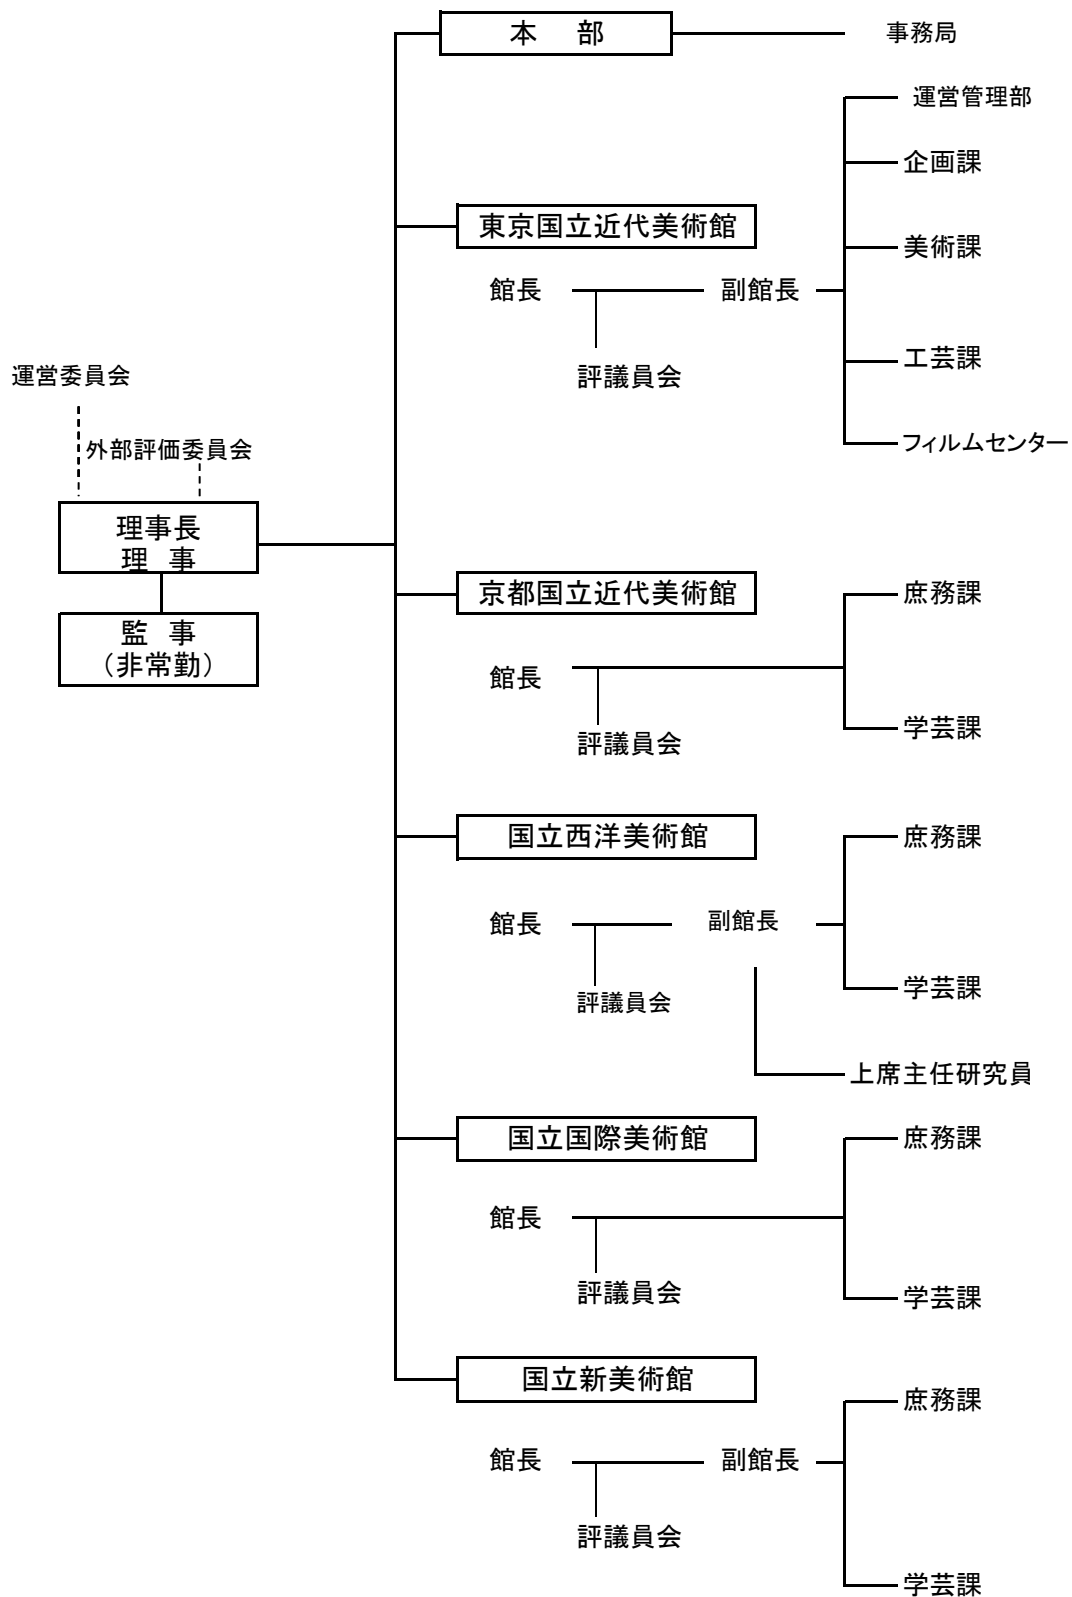 本　部
事務局
運営管理部
企画課
東京国立近代美術館
美術課
館長
副館長
工芸課
評議員会
運営委員会
フィルムセンター
外部評価委員会
理事長
理　事
京都国立近代美術館
庶務課
監　事
（非常勤）
館長
学芸課
評議員会
国立西洋美術館
庶務課
館長
副館長
学芸課
評議員会
上席主任研究員
国立国際美術館
庶務課
館長
評議員会
学芸課
国立新美術館
庶務課
館長
副館長
評議員会
学芸課